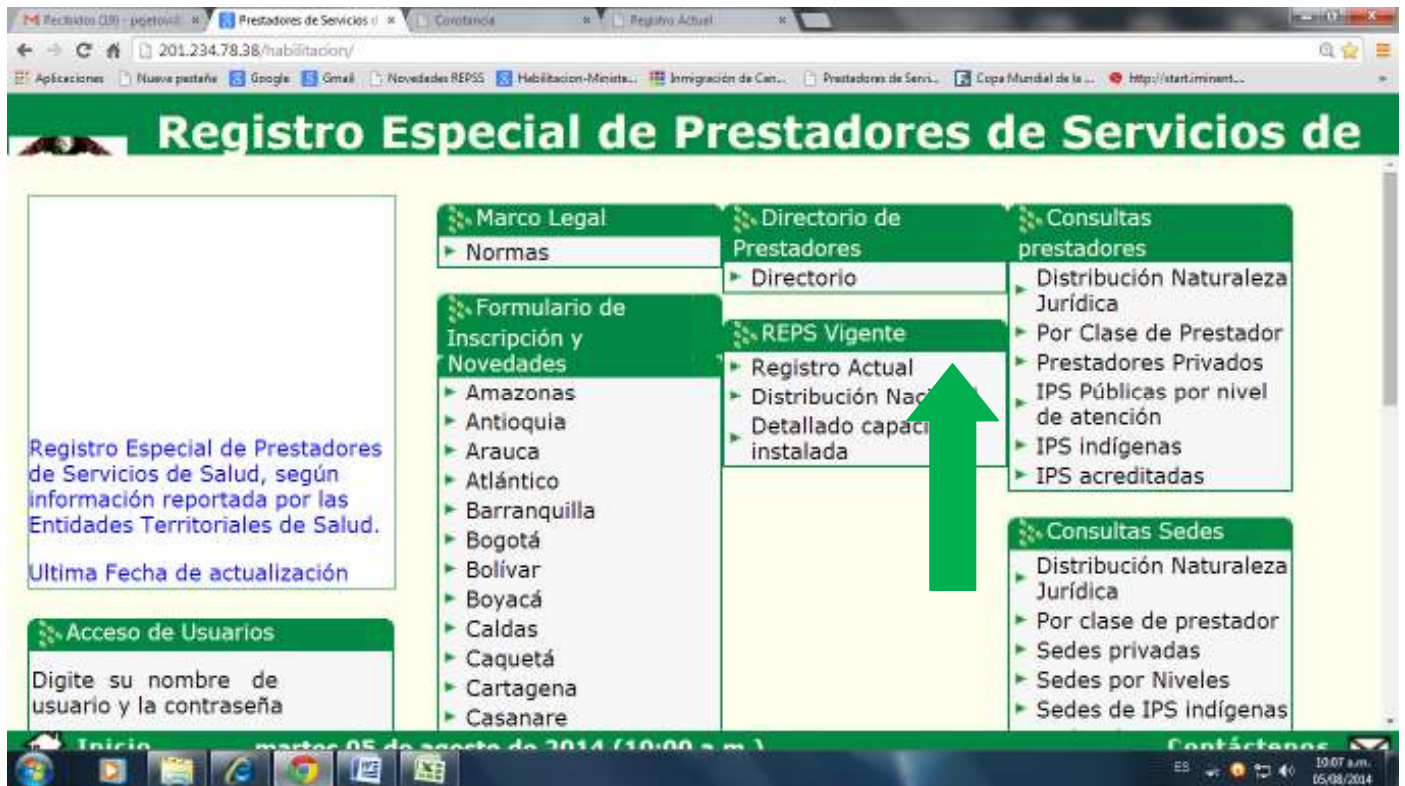 Recibidos (19) - pqetovic
Prestadores de Servicios d
Constancia
Registro Actual
201.234.78.38/habilitacion/
Aplicaciones
Nueva pestaña
Google
Gmail
Novedades REPSS
Habilitacion-Ministe...
Inmigración de Can...
Prestadores de Servi...
Copa Mundial de la ...
http://start.iminent...
Registro Especial de Prestadores de Servicios de
Registro Especial de Prestadores
de Servicios de Salud, según
información reportada por las
Entidades Territoriales de Salud.
Ultima Fecha de actualización
Acceso de Usuarios
Digite su nombre de
usuario y la contraseña
Marco Legal
Normas
Formulario de
Inscripción y
Novedades
Amazonas
Antioquia
Arauca
Atlántico
Barranquilla
Bogotá
Bolívar
Boyacá
Caldas
Caquetá
Cartagena
Casanare
Directorio de
Prestadores
Directorio
REPS Vigente
Registro Actual
Distribución Nac
Detallado capaci
instalada
Consultas
prestadores
Distribución Naturaleza
Jurídica
Por Clase de Prestador
Prestadores Privados
IPS Públicas por nivel
de atención
IPS indígenas
IPS acreditadas
Consultas Sedes
Distribución Naturaleza
Jurídica
Por clase de prestador
Sedes privadas
Sedes por Niveles
Sedes de IPS indígenas
Inicio
martes 05 de agosto de 2014 (10:00 a.m.)
Contáctenos
ES
10:07 a.m.
05/08/2014